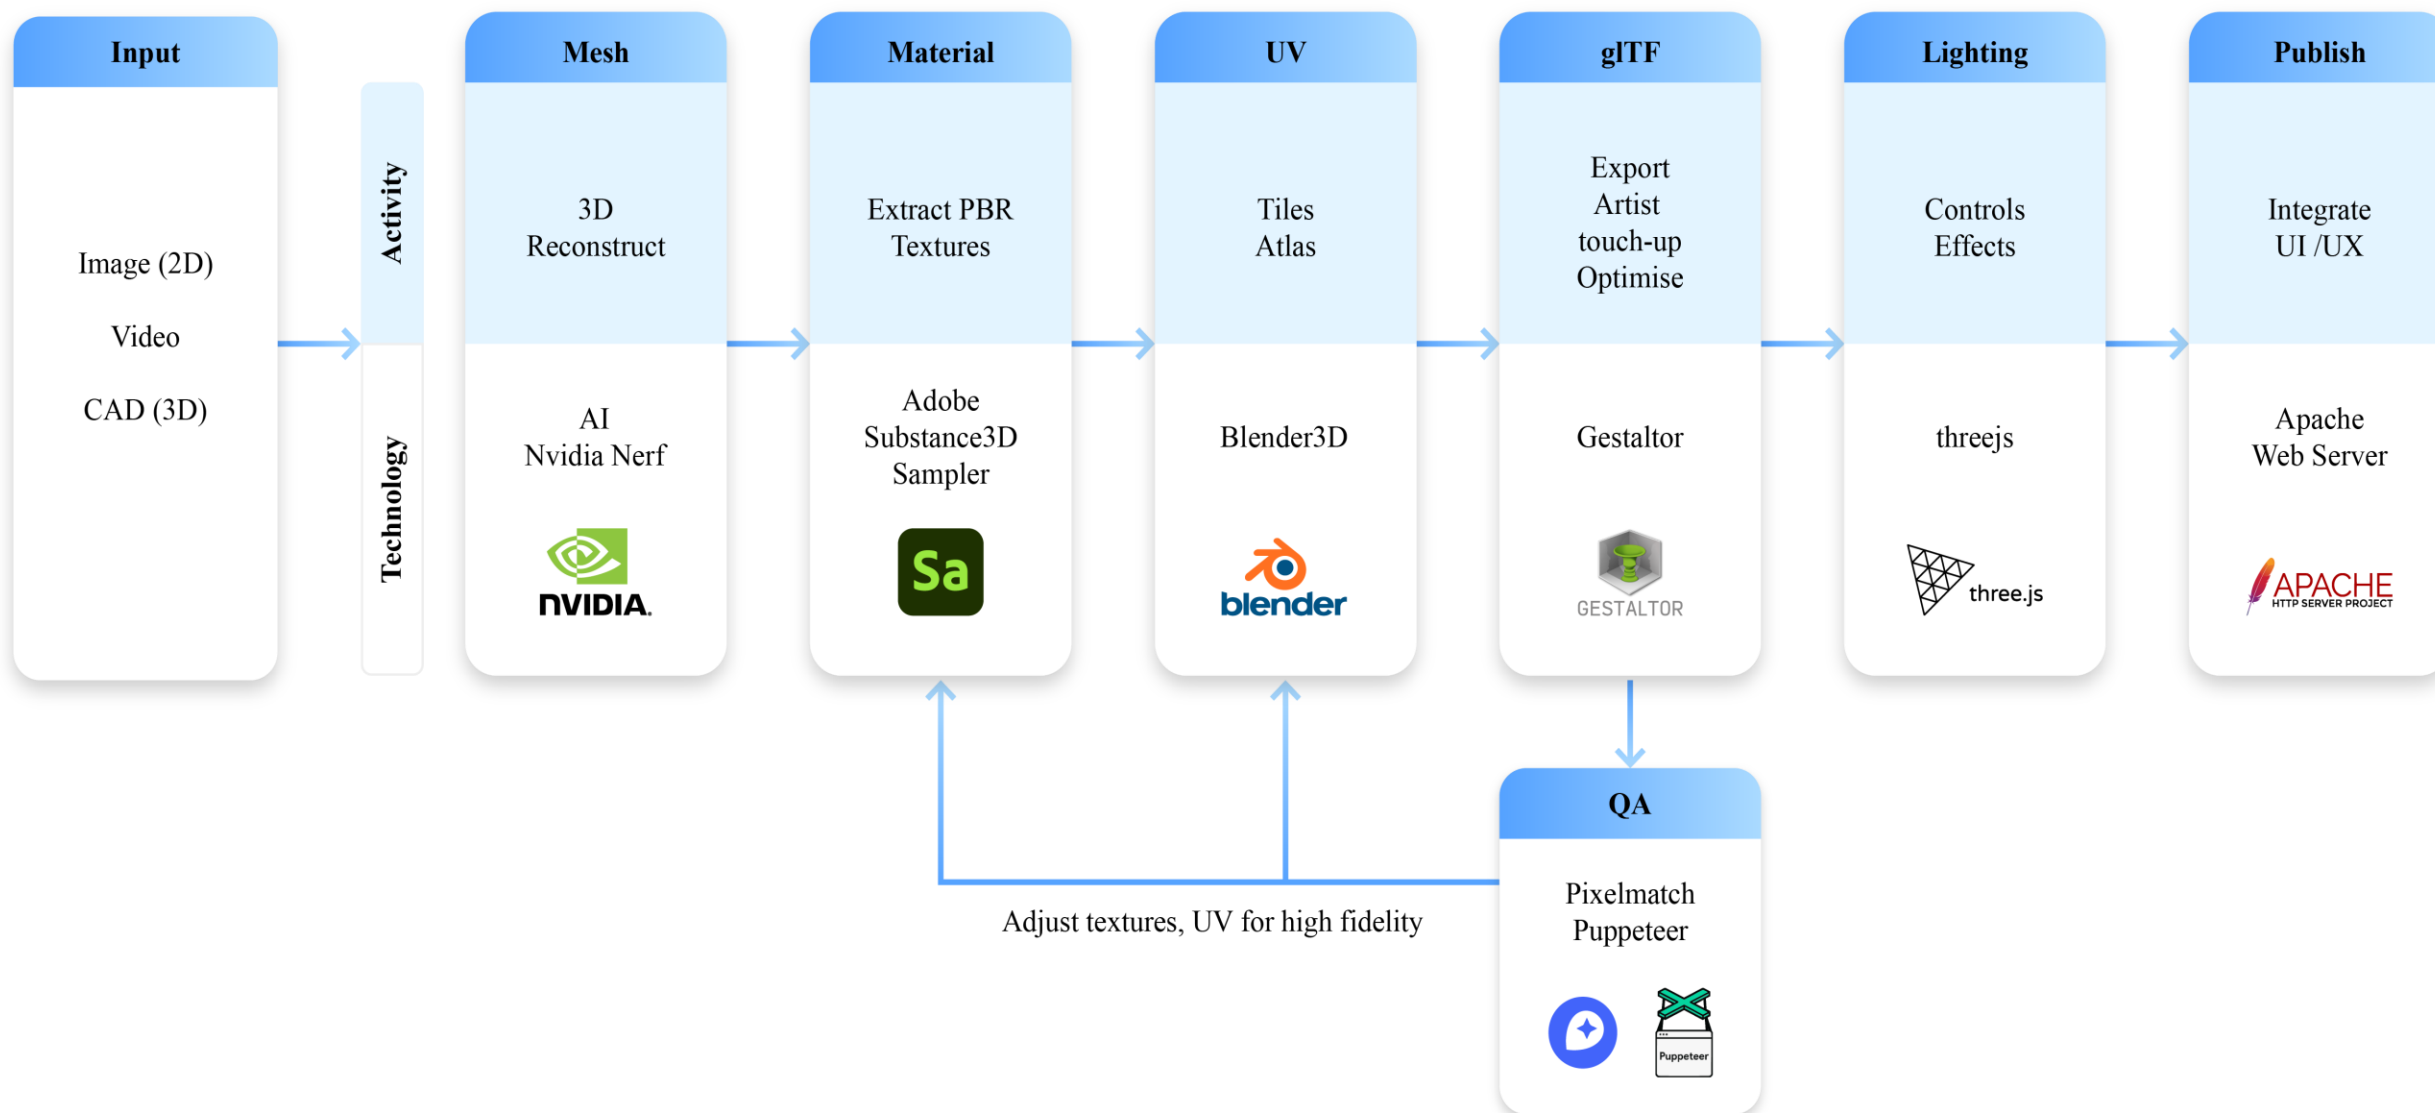 Input
Image (2D)
Video
CAD (3D)
Activity
Technology
Mesh
3D
Reconstruct
AI
Nvidia Nerf
NVIDIA.
Material
Extract PBR
Textures
Adobe
Substance3D
Sampler
Sa
UV
Tiles
Atlas
Blender3D
blender
glTF
Export
Artist
touch-up
Optimise
Gestaltor
GESTALTOR
Lighting
Controls
Effects
threejs
three.js
Publish
Integrate
UI /UX
Apache
Web Server
APACHE
HTTP SERVER PROJECT
QA
Pixelmatch
Puppeteer
Puppeteer
Adjust textures, UV for high fidelity